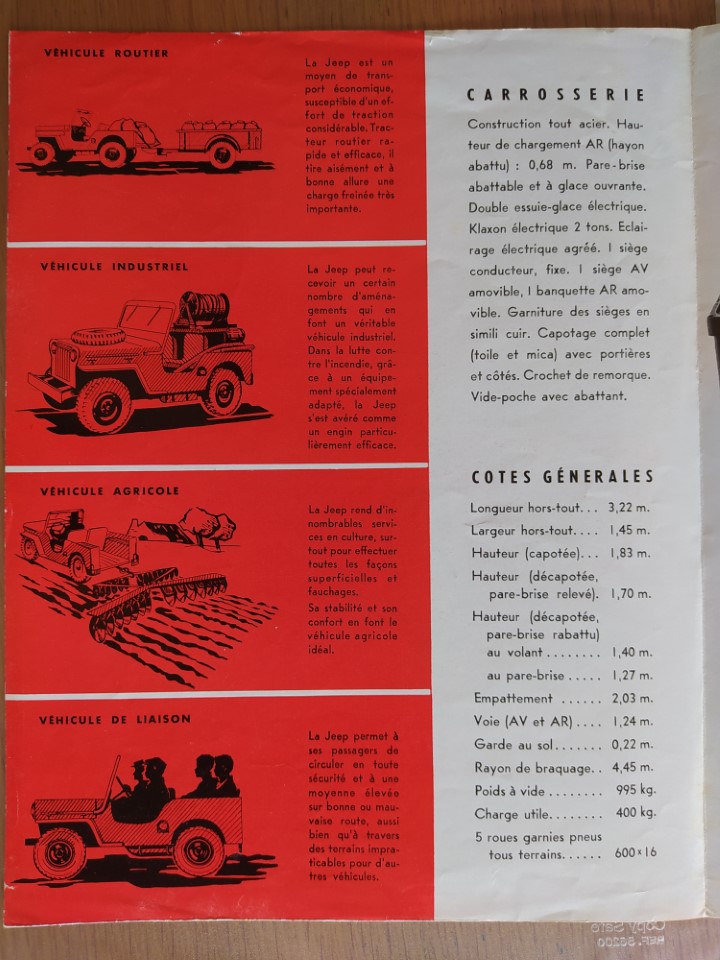 VÉHICULE ROUTIER
La Jeep est un
moyen de trans-
port économique,
susceptible d'un ef-
fort de traction
considérable. Trac-
teur routier ra-
pide et efficace, il
tire aisément et à
bonne allure une
charge freinée très
importante.
VÉHICULE INDUSTRIEL
La Jeep peut re-
cevoir un certain
nombre d'aména-
gements qui en
font un véritable
véhicule industriel.
Dans la lutte con-
tre l'incendie, grâ-
ce à un équipe-
ment spécialement
adapté, la Jeep
s'est avéré comme
un engin particu-
lièrement efficace.
VÉHICULE AGRICOLE
La Jeep rend d'in-
nombrables servi-
ces en culture, sur-
tout pour effectuer
toutes les façons
superficielles et
fauchages.
Sa stabilité et son
confort en font le
véhicule agricole
idéal.
VÉHICULE DE LIAISON
La Jeep permet à
ses passagers de
circuler en toute
sécurité et à une
moyenne élevée
sur bonne ou mau-
vaise route, aussi
bien qu'à travers
des terrains impra-
ticables pour d'au-
tres véhicules.
CARROSSERIE
Construction tout acier. Hau-
teur de chargement AR (hayon
abattu) : 0,68 m. Pare-brise
abattable et à glace ouvrante.
Double essuie-glace électrique.
Klaxon électrique 2 tons. Eclai-
rage électrique agréé. 1 siège
conducteur, fixe. 1 siège AV
amovible, 1 banquette AR amo-
vible. Garniture des sièges en
simili cuir. Capotage complet
(toile et mica) avec portières
et côtés. Crochet de remorque.
Vide-poche avec abattant.
COTES GÉNERALES
Longueur hors-tout... 3,22 m.
Largeur hors-tout.... 1,45 m.
Hauteur (capotée)... 1,83 m.
Hauteur (décapotée,
pare-brise relevé). 1,70 m.
Hauteur (décapotée,
pare-brise rabattu)
au volant ........ 1,40 m.
au pare-brise ..... 1,27 m.
Empattement ...... 2,03 m.
Voie (AV et AR) .... 1,24 m.
Garde au sol....... 0,22 m.
Rayon de braquage.. 4,45 m.
Poids à vide ....... 995 kg.
Charge utile........ 400 kg.
5 roues garnies pneus
tous terrains...... 600 x 16
Copy Safe
REF. 56200